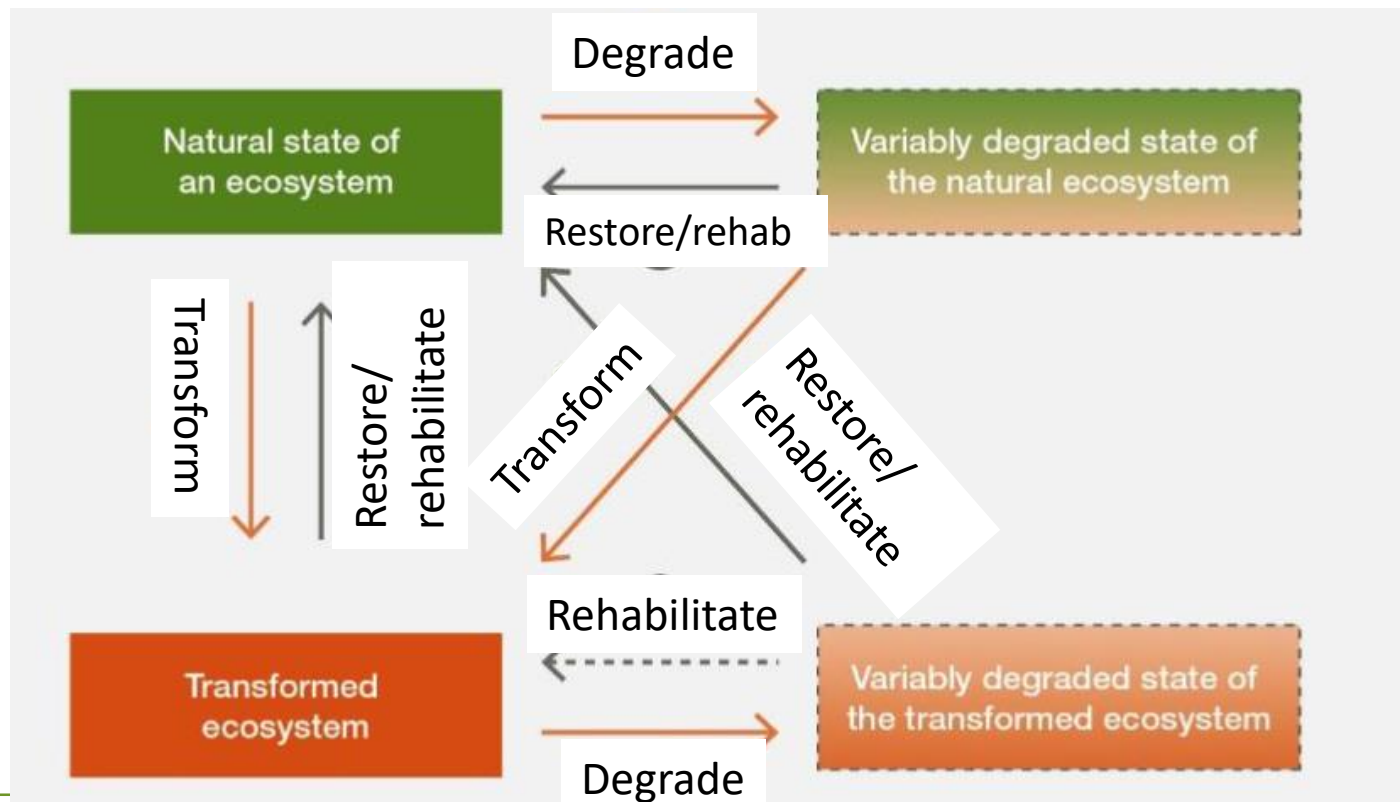 Degrade
Natural state of
an ecosystem
Variably degraded state of
the natural ecosystem
Restore/rehab
Transform
Restore/
rehabilitate
Transform
Restore/
rehabilitate
Rehabilitate
Transformed
ecosystem
Variably degraded state of
the transformed ecosystem
Degrade